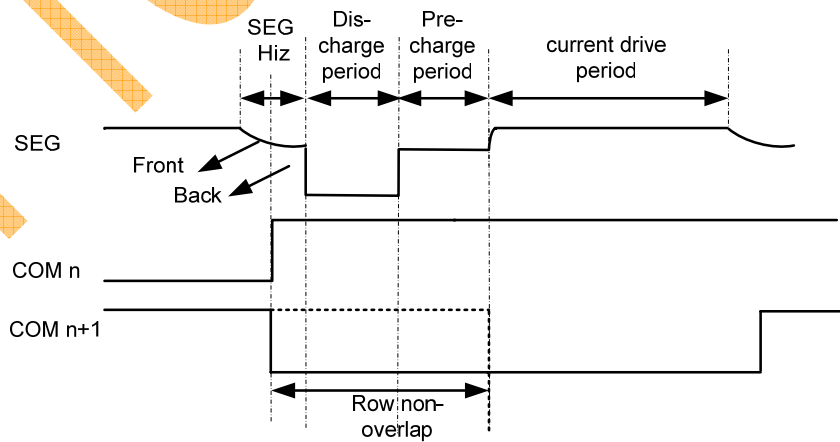 SEG
Hiz
Dis-
charge
period
Pre-
charge
period
current drive
period
SEG
Front
Back
COM n
COM n+1
Row non-
overlap